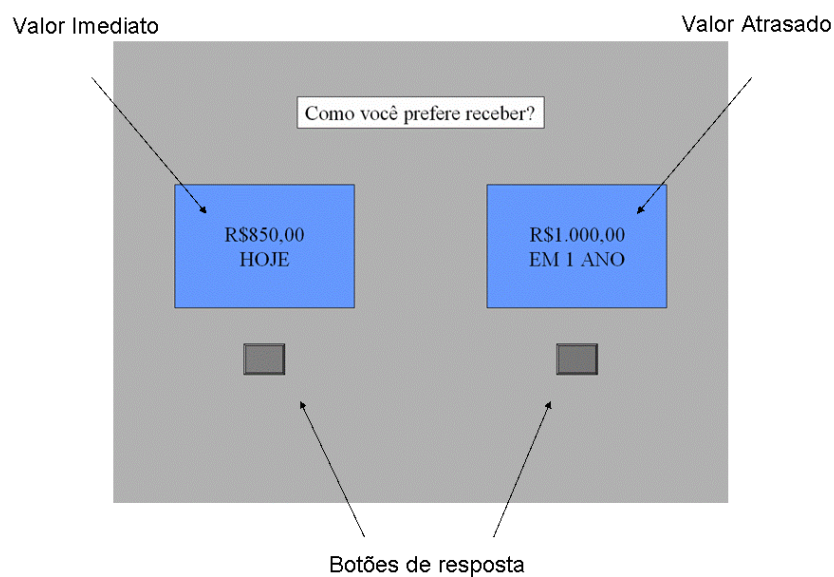 Valor Imediato
Valor Atrasado
Como você prefere receber?
R$850,00
HOJE
R$1.000,00
EM 1 ANO
Botões de resposta